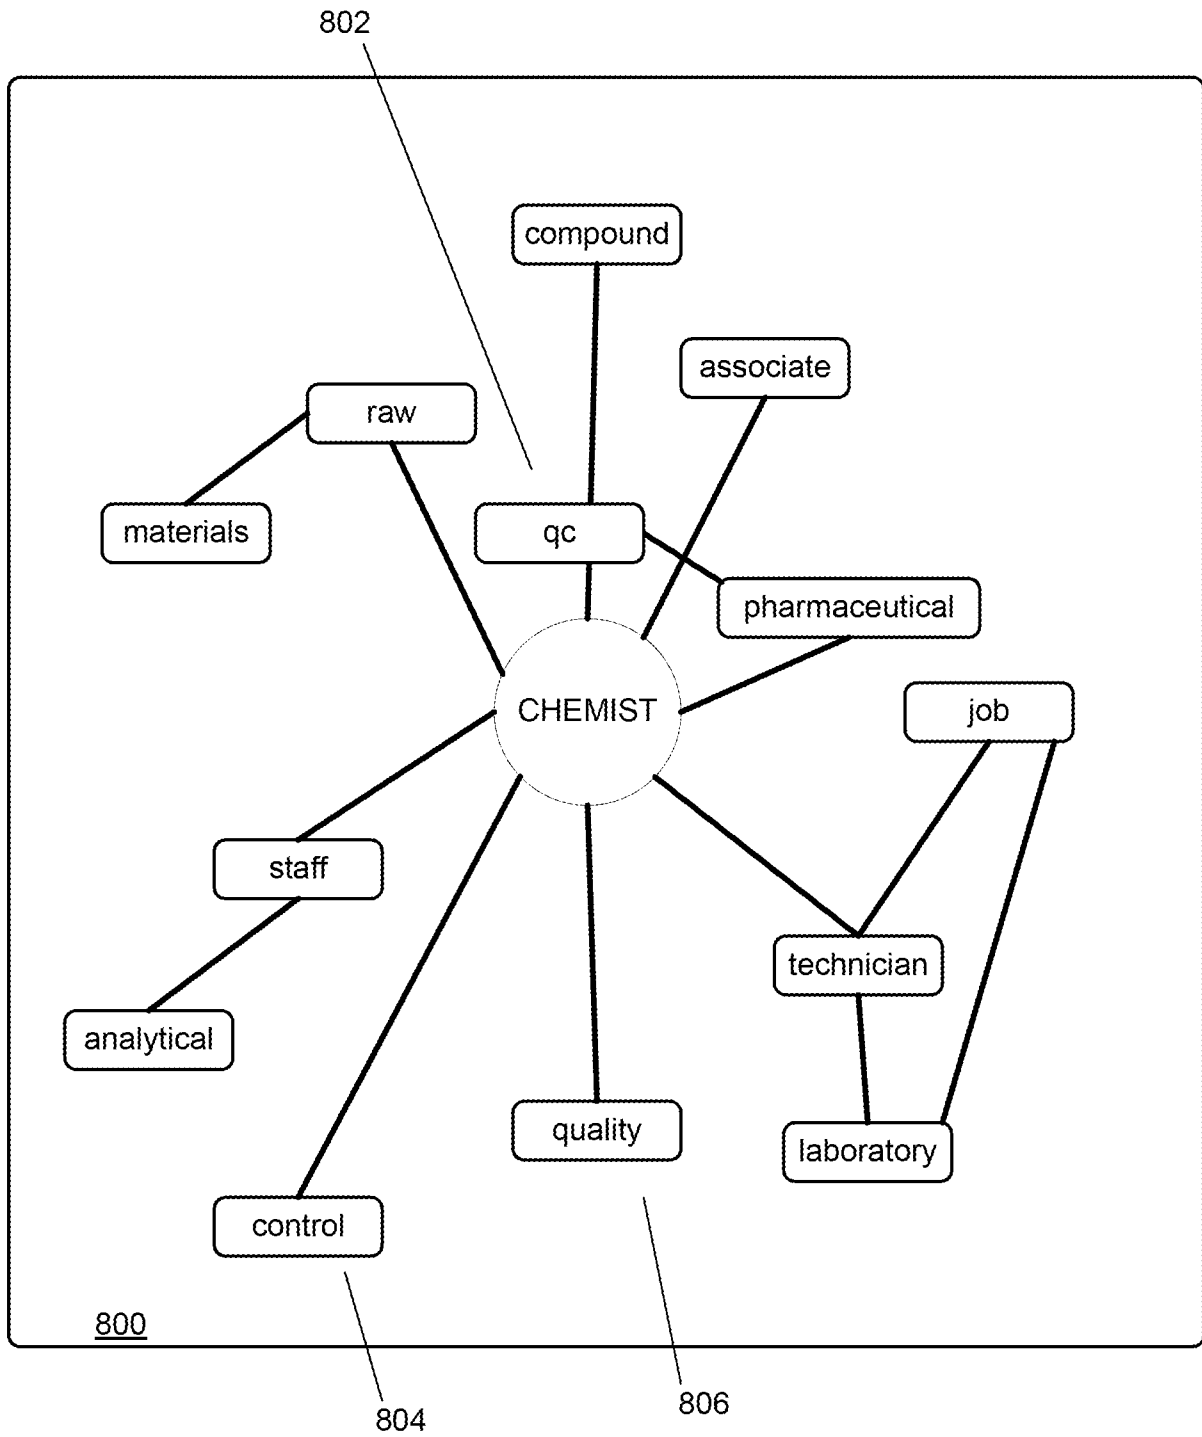 802
compound
associate
raw
materials
qc
pharmaceutical
CHEMIST
job
staff
technician
analytical
quality
laboratory
control
800
804
806